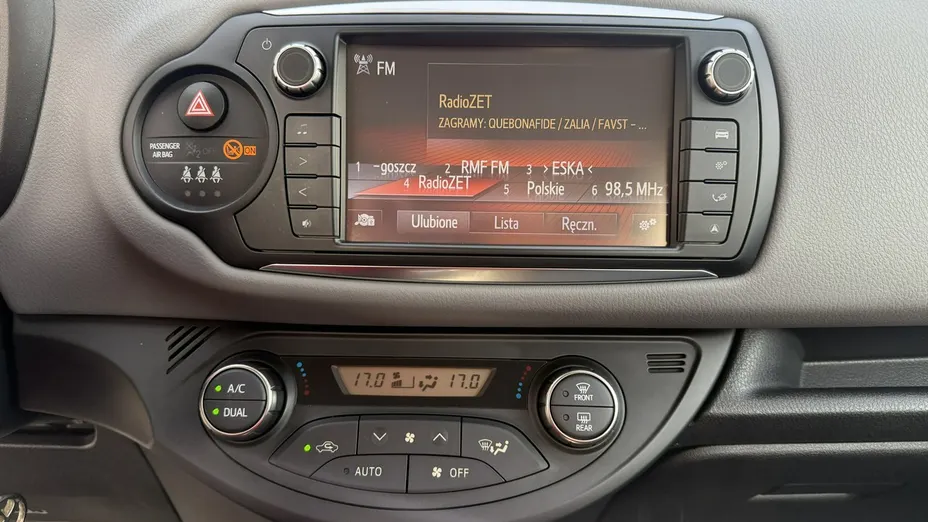 FM
RadioZET
ZAGRAMY: QUEBONAFIDE / ZALIA / FAVST – ...
1 ~goszcz 2 RMF FM 3 > ESKA <
4 RadioZET 5 Polskie 6 98,5 MHz
Ulubione Lista Ręczn.
PASSENGER
AIR BAG
OFF
ON
A/C
DUAL
17.0 17.0
FRONT
REAR
AUTO
OFF